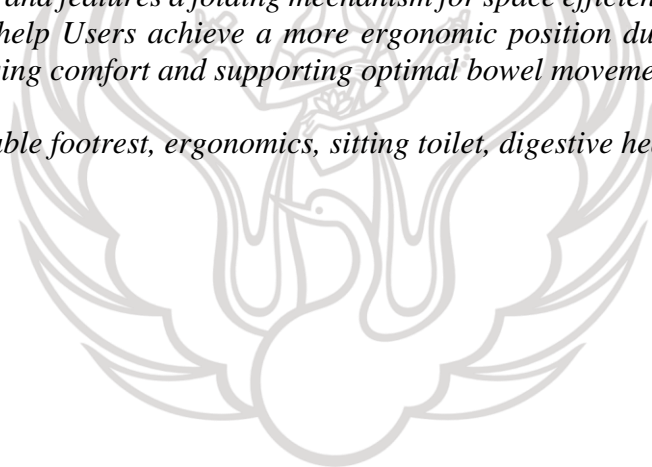 and features a folding mechanism for space efficien
help Users achieve a more ergonomic position du
ing comfort and supporting optimal bowel moveme
ble footrest, ergonomics, sitting toilet, digestive hea